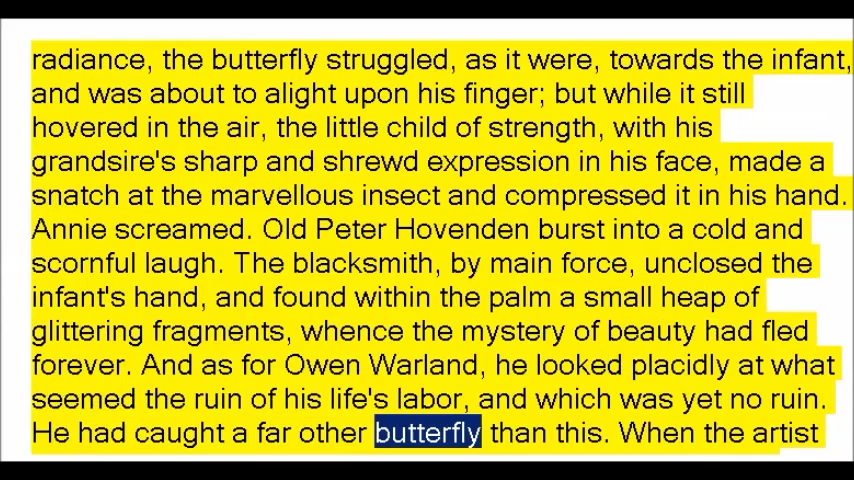 radiance, the butterfly struggled, as it were, towards the infant,
and was about to alight upon his finger; but while it still
hovered in the air, the little child of strength, with his
grandsire's sharp and shrewd expression in his face, made a
snatch at the marvellous insect and compressed it in his hand.
Annie screamed. Old Peter Hovenden burst into a cold and
scornful laugh. The blacksmith, by main force, unclosed the
infant's hand, and found within the palm a small heap of
glittering fragments, whence the mystery of beauty had fled
forever. And as for Owen Warland, he looked placidly at what
seemed the ruin of his life's labor, and which was yet no ruin.
He had caught a far other butterfly than this. When the artist